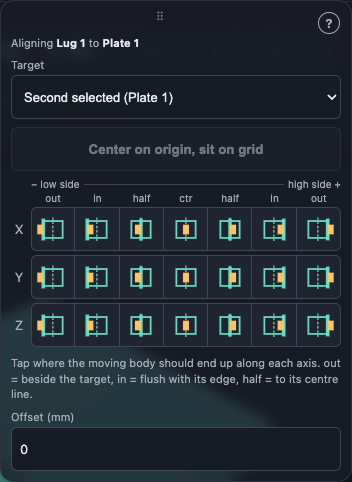 ?
Aligning Lug 1 to Plate 1
Target
Second selected (Plate 1)
Center on origin, sit on grid
– low side high side +
out in half ctr half in out
X
Y
Z
Tap where the moving body should end up along each axis. out
= beside the target, in = flush with its edge, half = to its centre
line.
Offset (mm)
0